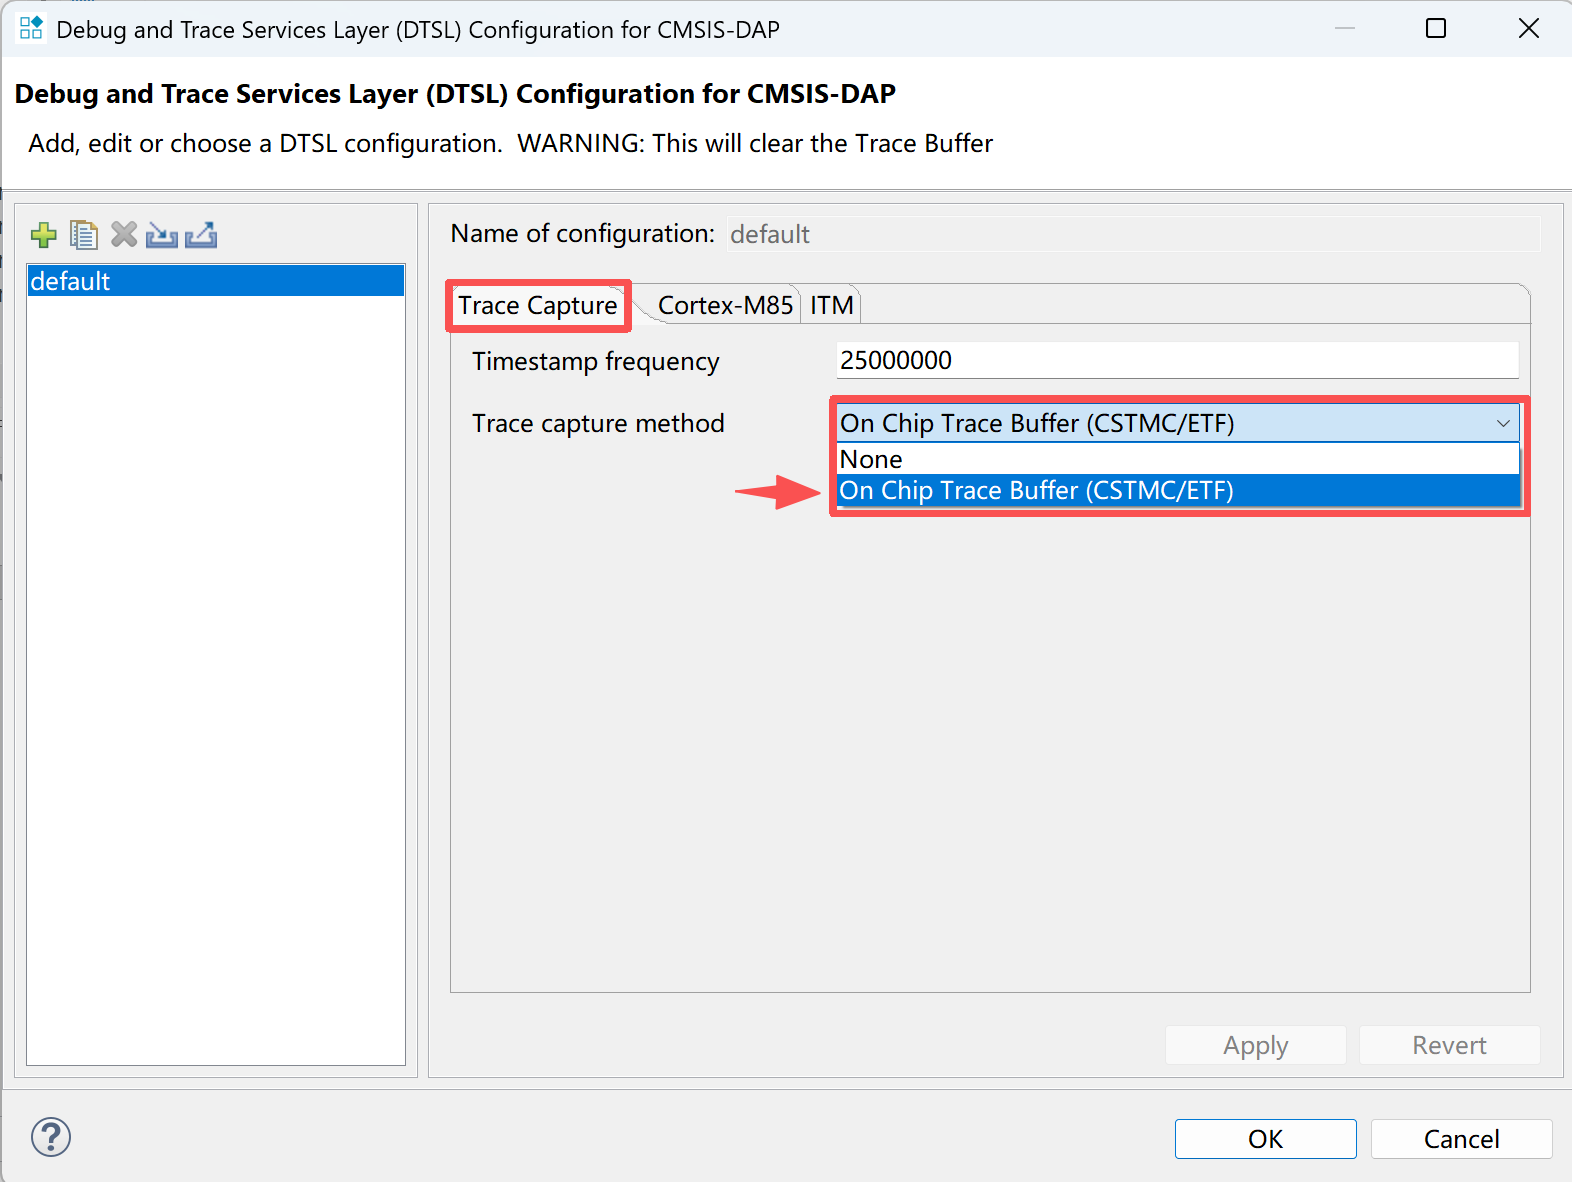 Debug and Trace Services Layer (DTSL) Configuration for CMSIS-DAP
Debug and Trace Services Layer (DTSL) Configuration for CMSIS-DAP
Add, edit or choose a DTSL configuration.  WARNING: This will clear the Trace Buffer
default
Name of configuration: default
Trace Capture Cortex-M85 ITM
Timestamp frequency 25000000
Trace capture method On Chip Trace Buffer (CSTMC/ETF)
None
On Chip Trace Buffer (CSTMC/ETF)
Apply Revert
OK Cancel